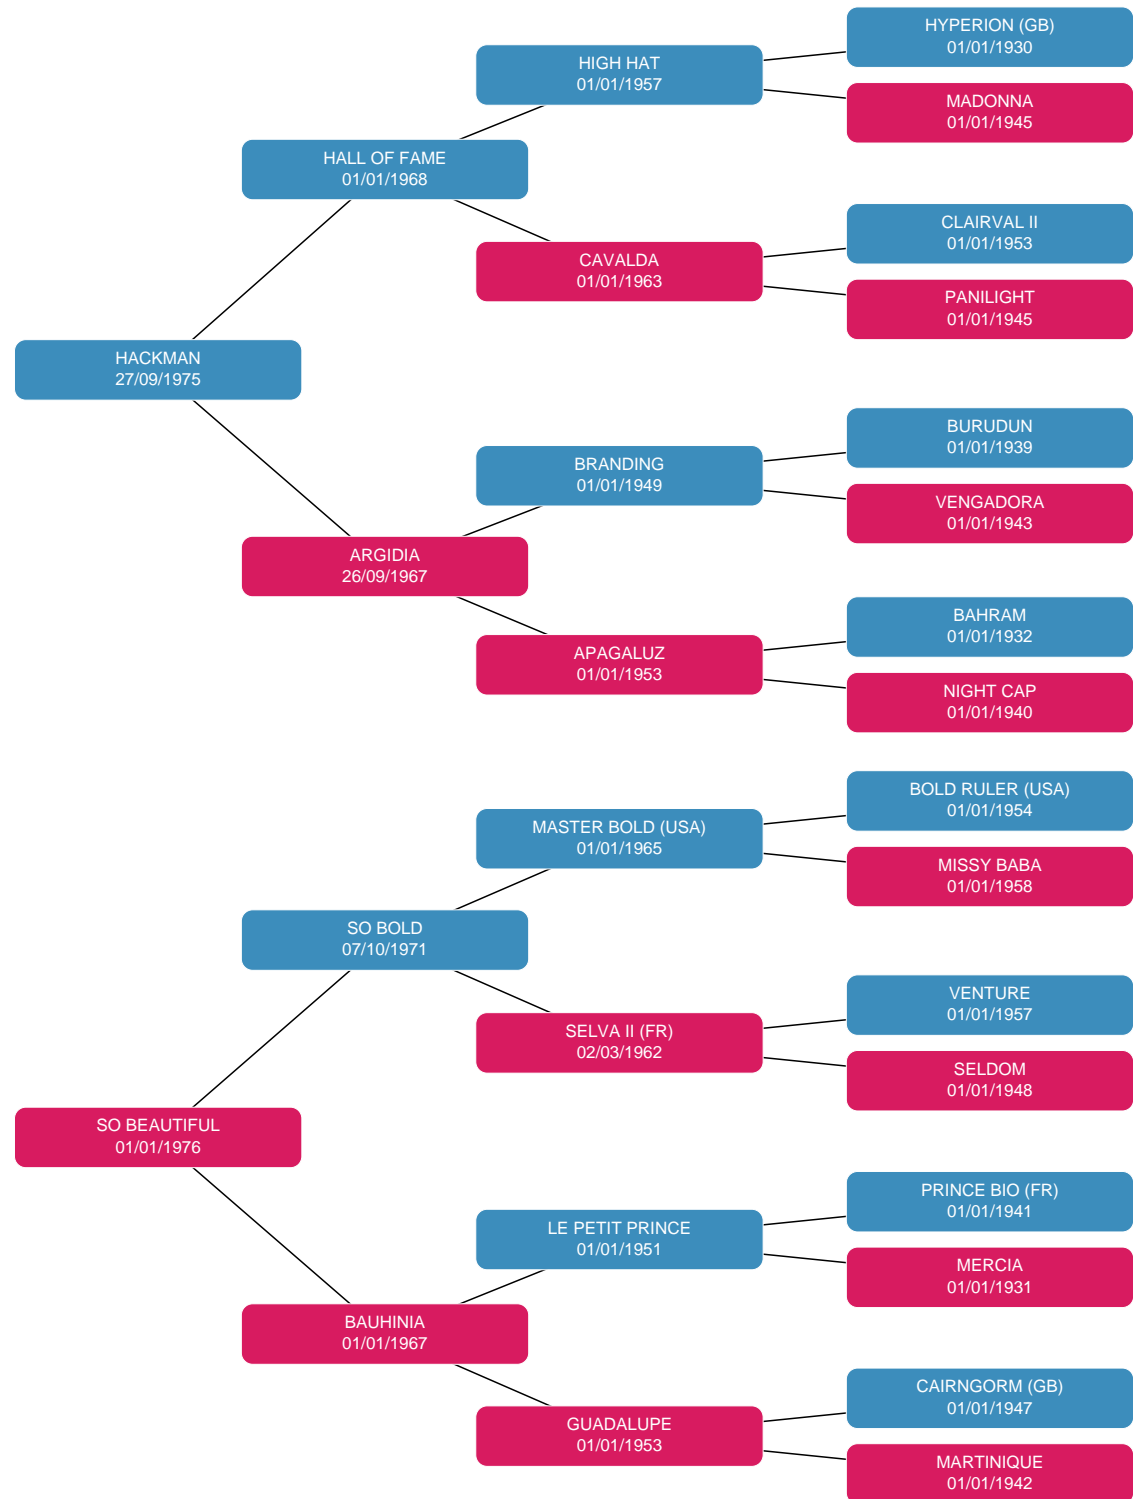 HYPERION (GB)
01/01/1930
HIGH HAT
01/01/1957
MADONNA
01/01/1945
HALL OF FAME
01/01/1968
CLAIRVAL II
01/01/1953
CAVALDA
01/01/1963
PANILIGHT
01/01/1945
HACKMAN
27/09/1975
BURUDUN
01/01/1939
BRANDING
01/01/1949
VENGADORA
01/01/1943
ARGIDIA
26/09/1967
BAHRAM
01/01/1932
APAGALUZ
01/01/1953
NIGHT CAP
01/01/1940
BOLD RULER (USA)
01/01/1954
MASTER BOLD (USA)
01/01/1965
MISSY BABA
01/01/1958
SO BOLD
07/10/1971
VENTURE
01/01/1957
SELVA II (FR)
02/03/1962
SELDOM
01/01/1948
SO BEAUTIFUL
01/01/1976
PRINCE BIO (FR)
01/01/1941
LE PETIT PRINCE
01/01/1951
MERCIA
01/01/1931
BAUHINIA
01/01/1967
CAIRNGORM (GB)
01/01/1947
GUADALUPE
01/01/1953
MARTINIQUE
01/01/1942